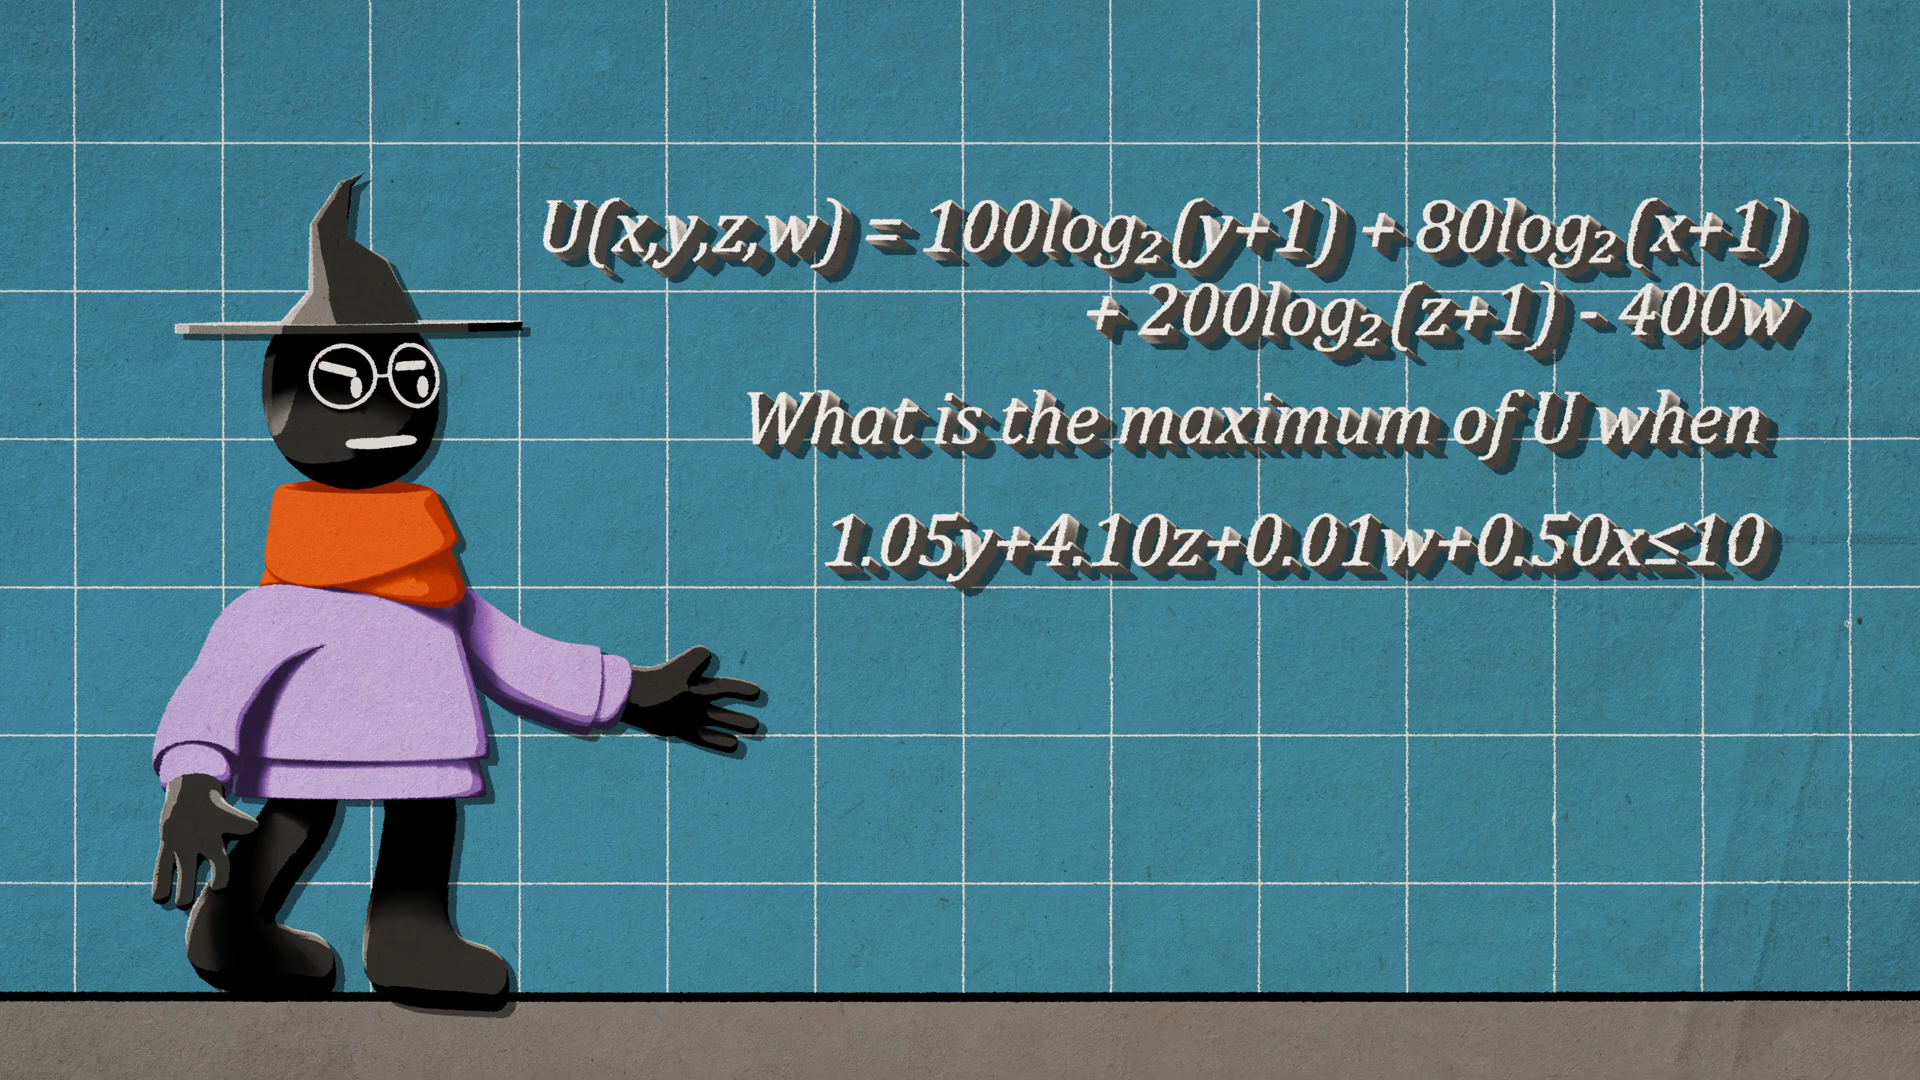 U(x,y,z,w) = 100log₂(y+1) + 80log₂(x+1)
+ 200log₂(z+1) - 400w
What is the maximum of U when
1.05y+4.10z+0.01w+0.50x≤10